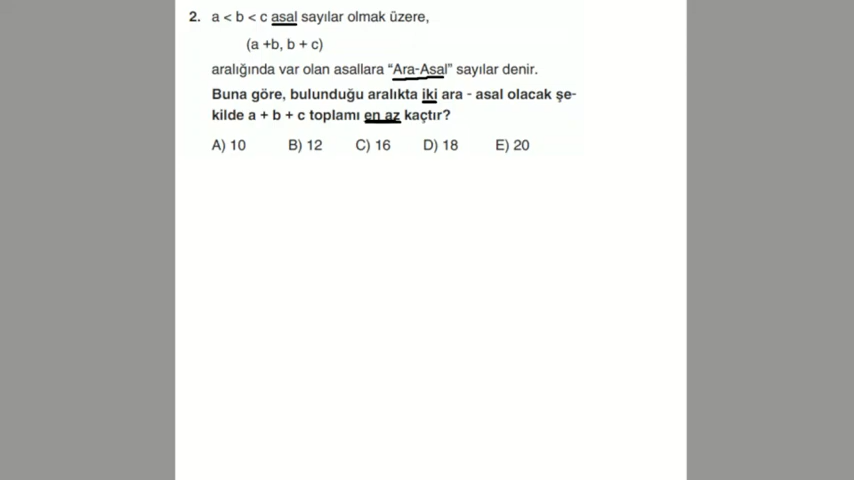 2. a < b < c asal sayılar olmak üzere,
(a +b, b + c)
aralığında var olan asallara “Ara-Asal” sayılar denir.
Buna göre, bulunduğu aralıkta iki ara - asal olacak şe-
kilde a + b + c toplamı en az kaçtır?
A) 10 B) 12 C) 16 D) 18 E) 20